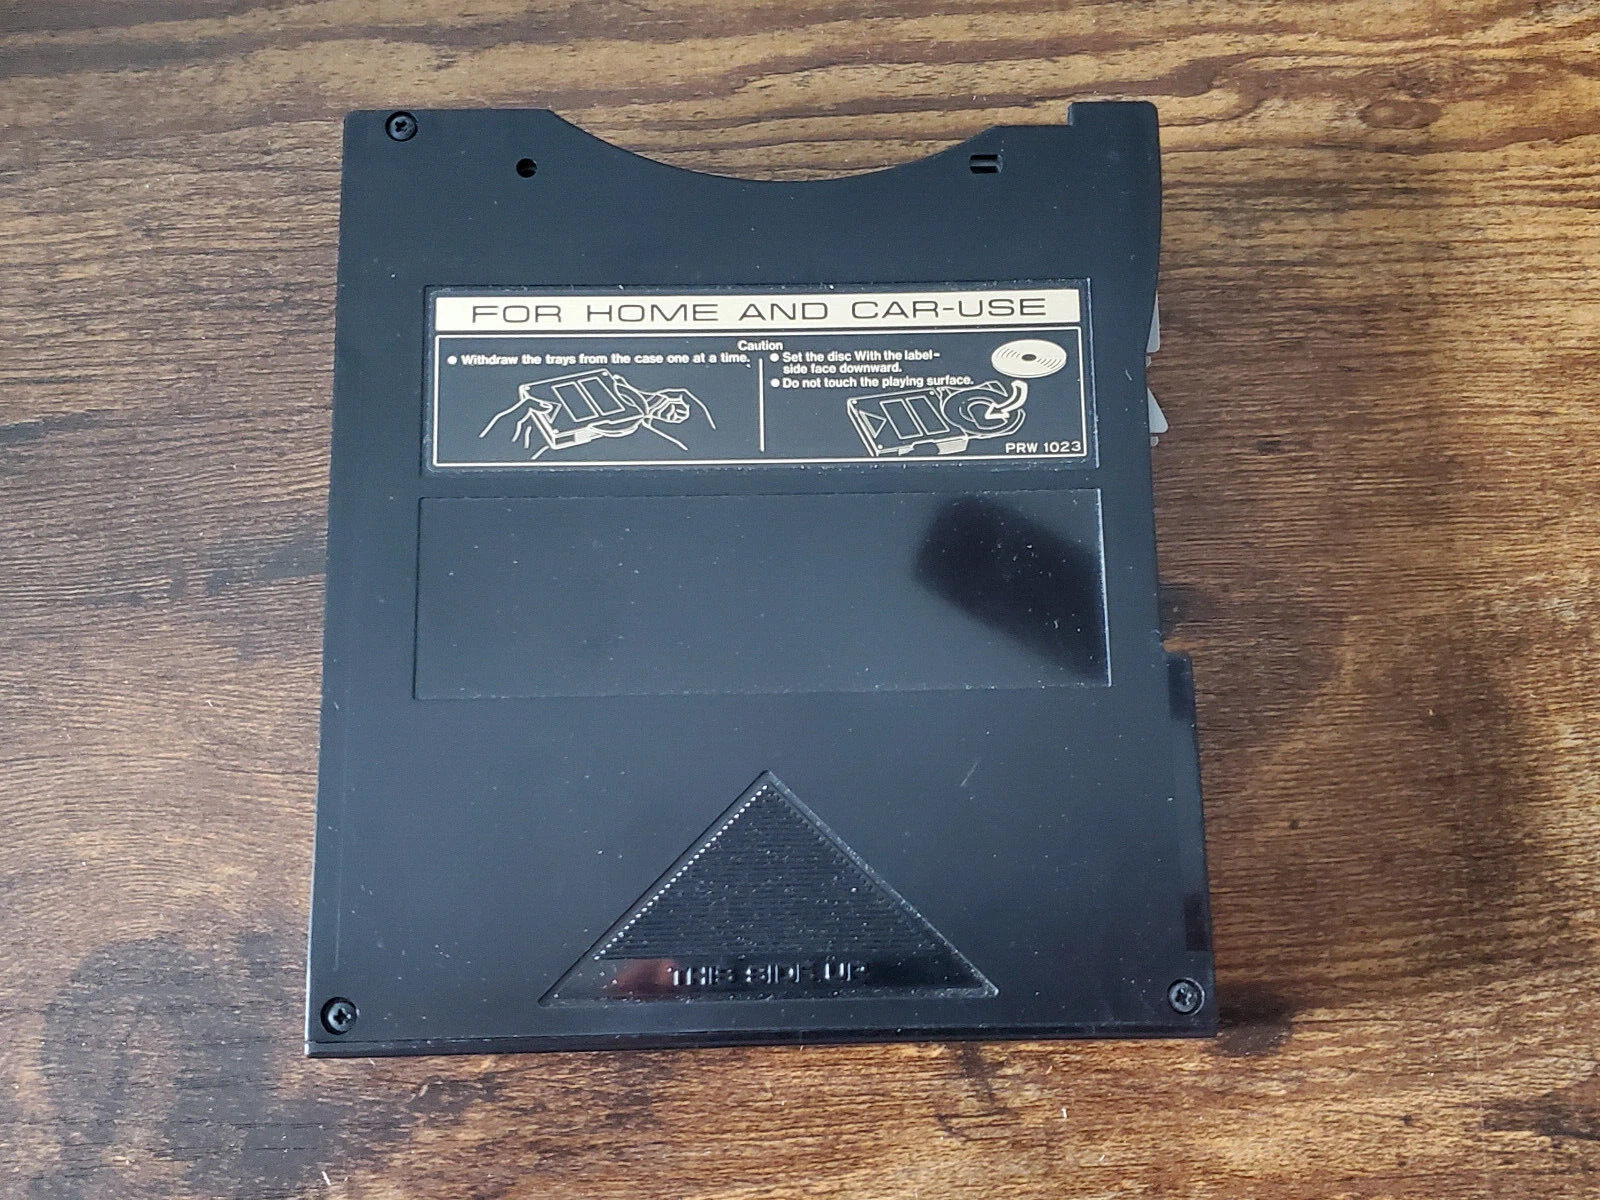 FOR HOME AND CAR-USE
Caution
● Withdraw the trays from the case one at a time.
● Set the disc With the label-
side face downward.
● Do not touch the playing surface.
PRW 1023
THIS SIDE UP